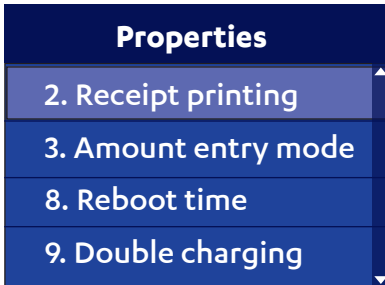 Properties
2. Receipt printing
3. Amount entry mode
8. Reboot time
9. Double charging